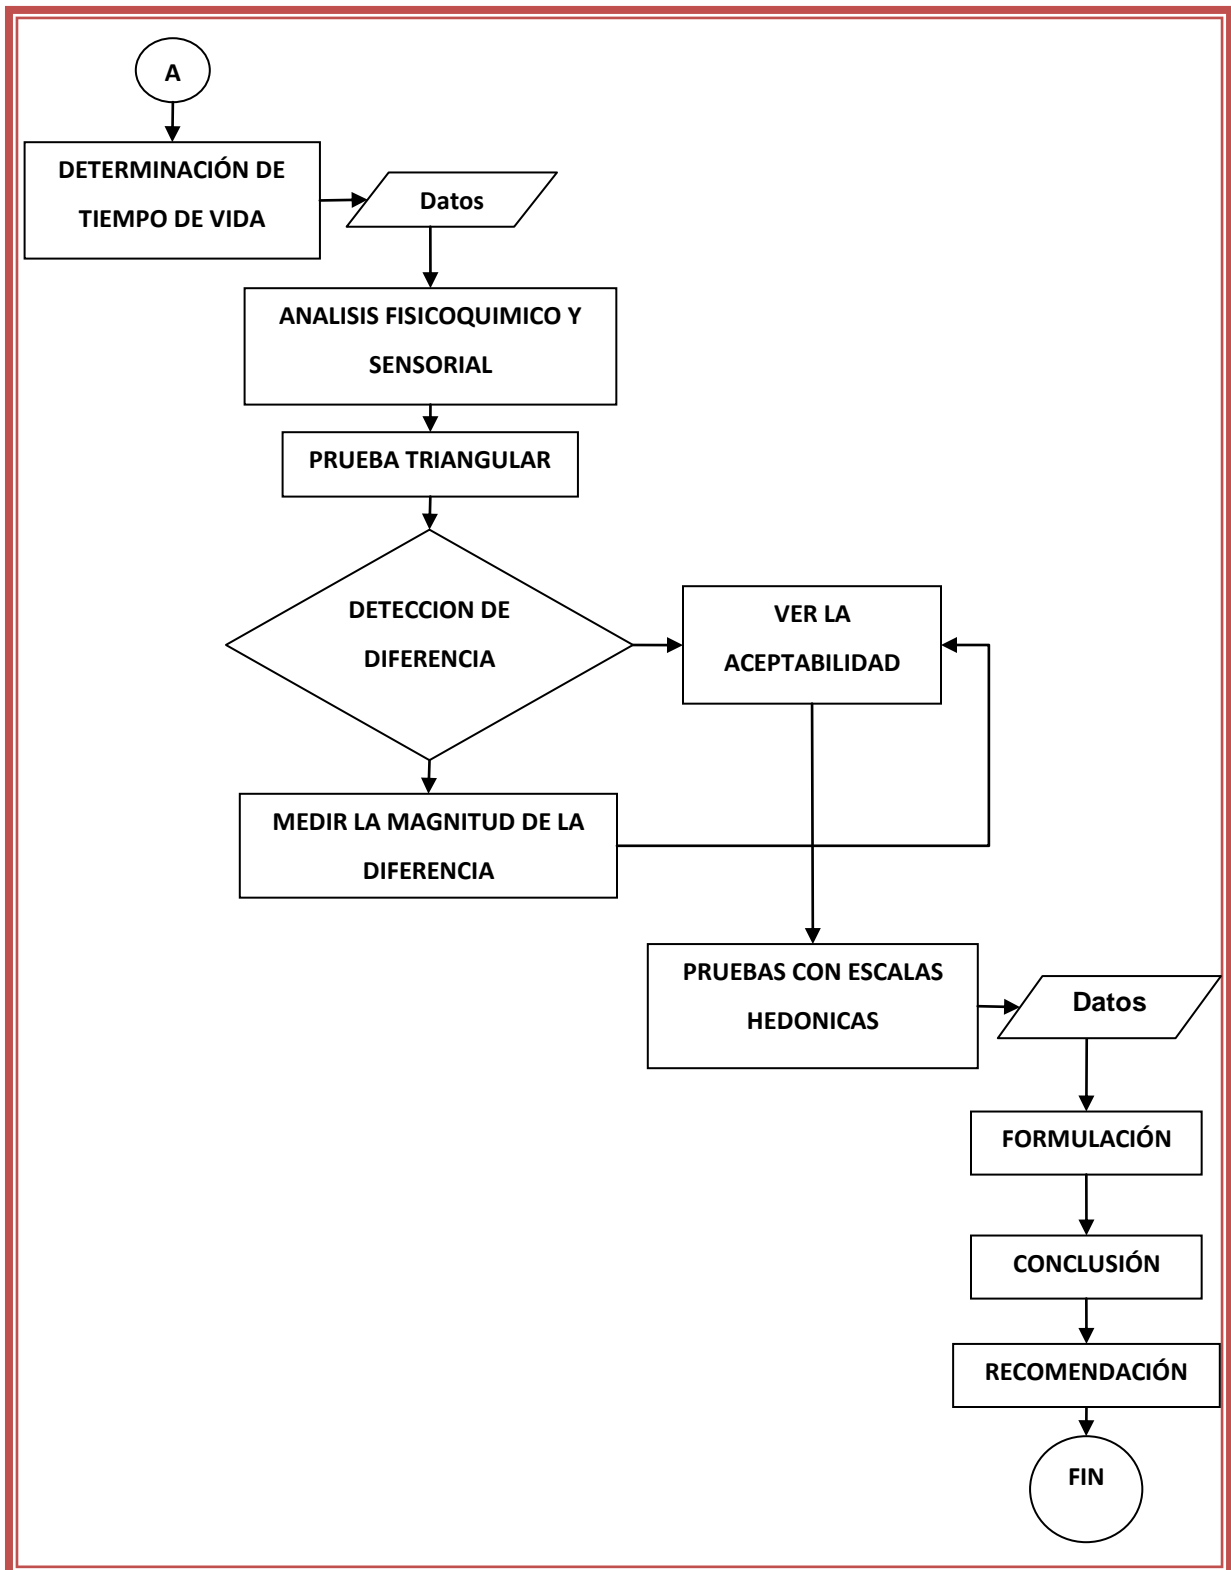 A
DETERMINACIÓN DE
TIEMPO DE VIDA
Datos
ANALISIS FISICOQUIMICO Y
SENSORIAL
PRUEBA TRIANGULAR
DETECCION DE
DIFERENCIA
VER LA
ACEPTABILIDAD
MEDIR LA MAGNITUD DE LA
DIFERENCIA
PRUEBAS CON ESCALAS
HEDONICAS
Datos
FORMULACIÓN
CONCLUSIÓN
RECOMENDACIÓN
FIN